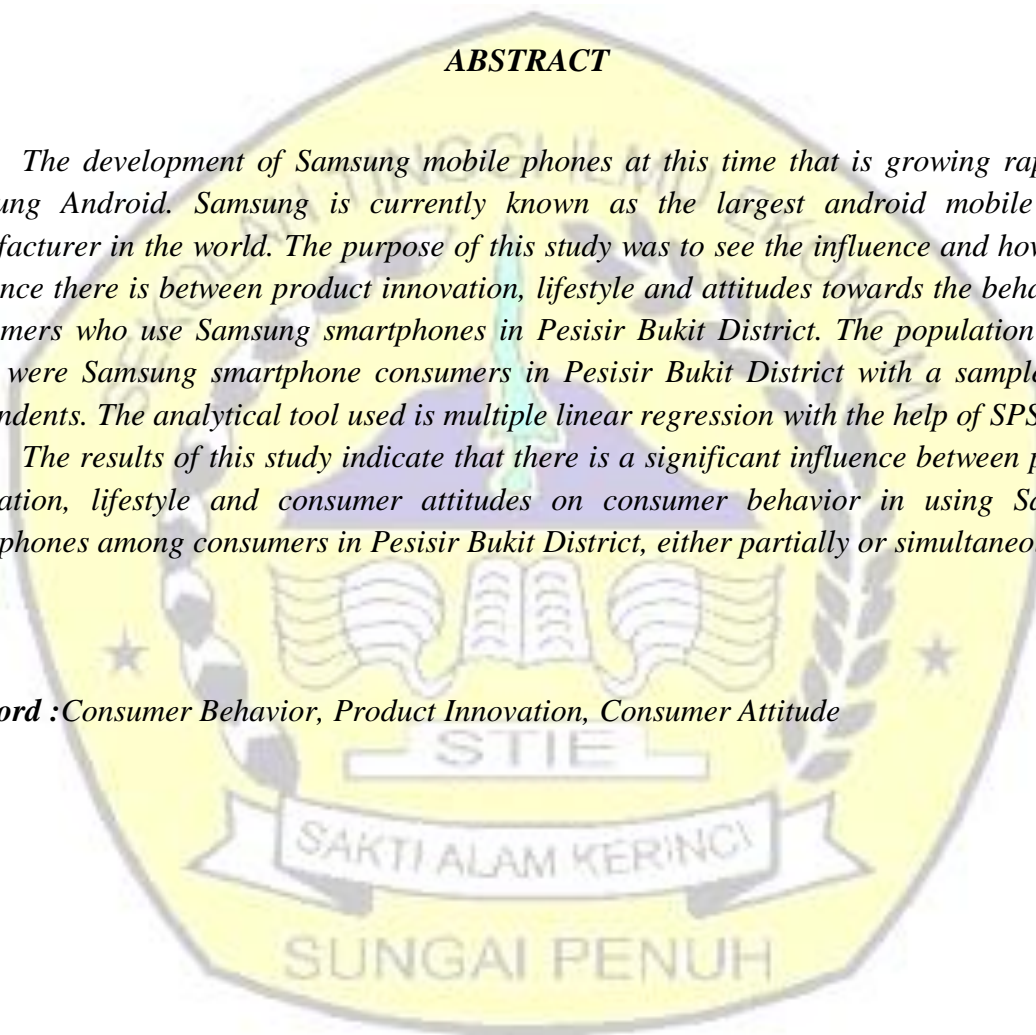 ABSTRACT
The development of Samsung mobile phones at this time that is growing rap
ung Android. Samsung is currently known as the largest android mobile
facturer in the world. The purpose of this study was to see the influence and how
nce there is between product innovation, lifestyle and attitudes towards the beha
mers who use Samsung smartphones in Pesisir Bukit District. The population
were Samsung smartphone consumers in Pesisir Bukit District with a sample
ndents. The analytical tool used is multiple linear regression with the help of SPS
The results of this study indicate that there is a significant influence between p
ation, lifestyle and consumer attitudes on consumer behavior in using Sa
phones among consumers in Pesisir Bukit District, either partially or simultaneo
ord :Consumer Behavior, Product Innovation, Consumer Attitude
SEKOLAH TINGGI ILMU EKONOMI
STIE
SAKTI ALAM KERINCI
SUNGAI PENUH